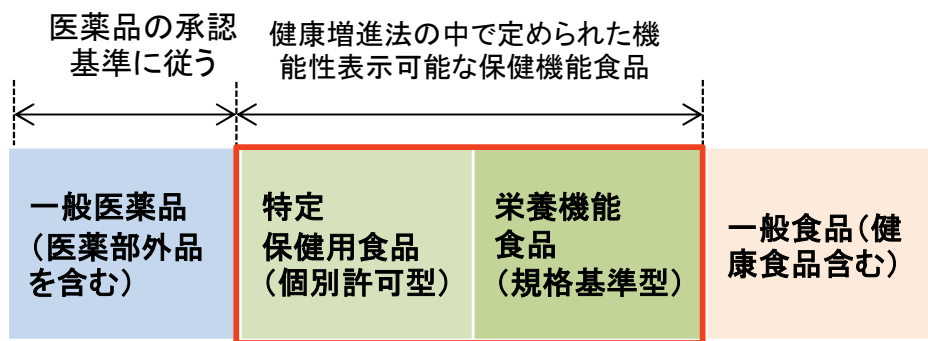 医薬品の承認
基準に従う
健康増進法の中で定められた機
能性表示可能な保健機能食品
一般医薬品
（医薬部外品
を含む）
特定
保健用食品
（個別許可型）
栄養機能
食品
（規格基準型）
一般食品（健
康食品含む）